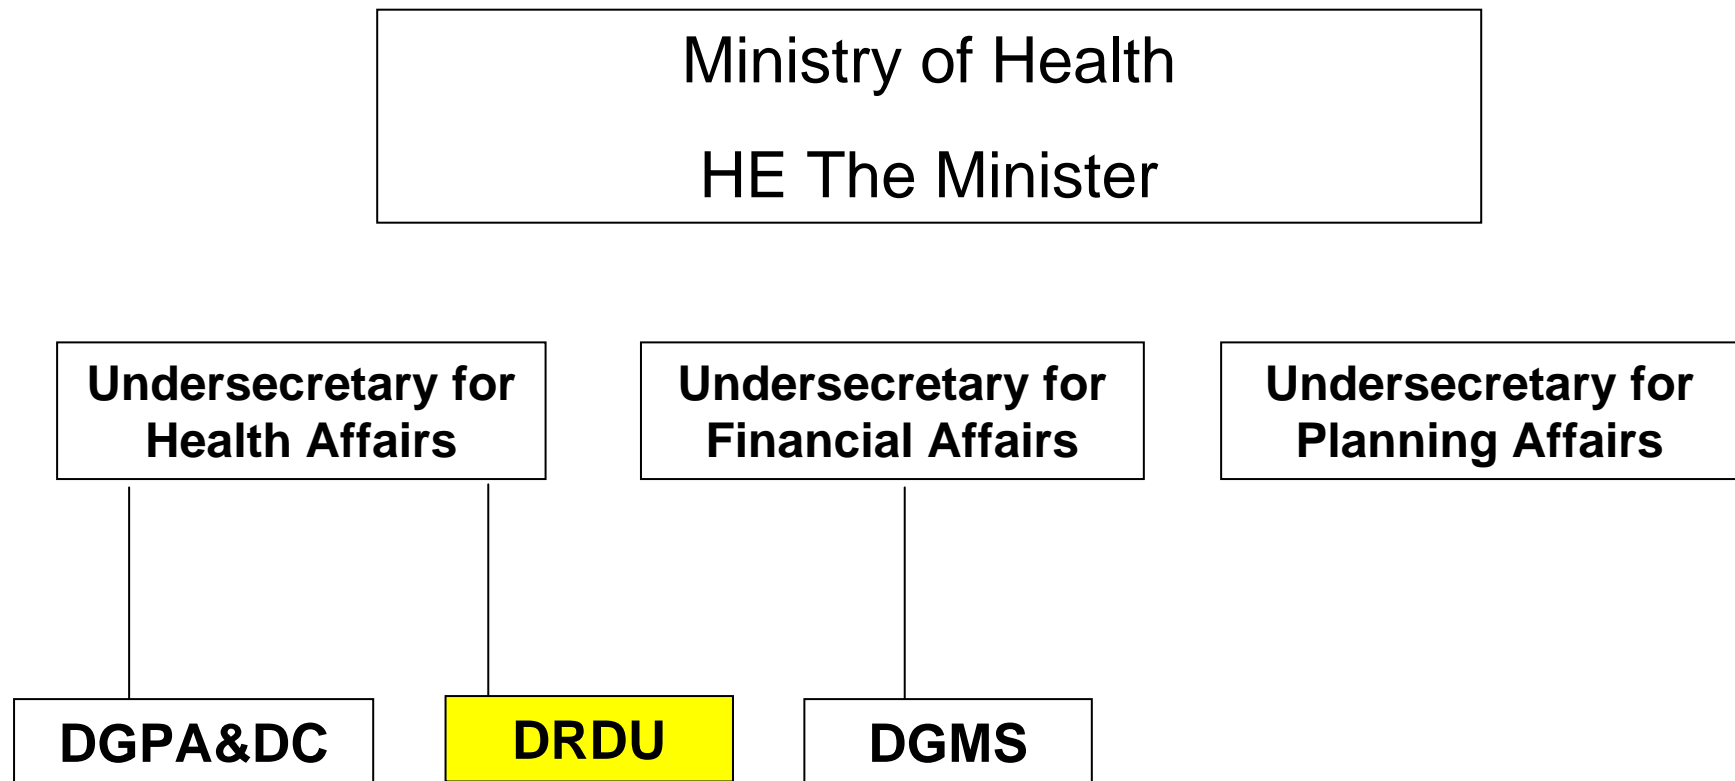 Ministry of Health
HE The Minister
Undersecretary for
Health Affairs
Undersecretary for
Financial Affairs
Undersecretary for
Planning Affairs
DGPA&DC
DRDU
DGMS